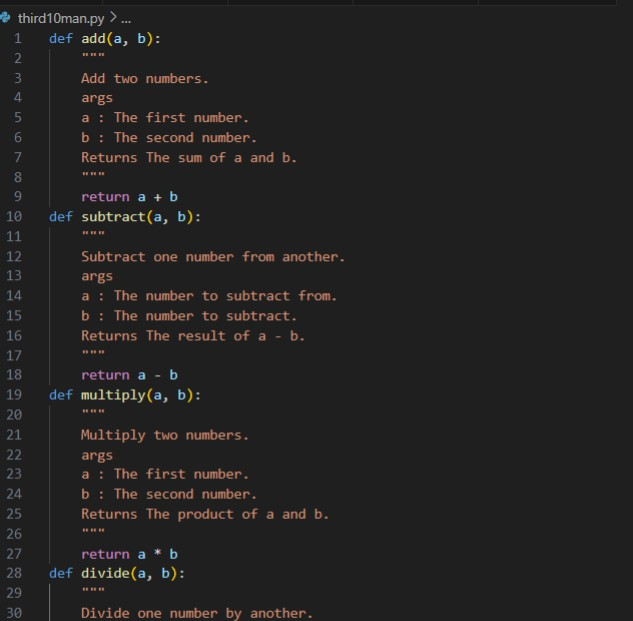 third10man.py > ...
1 def add(a, b):
2 """
3 Add two numbers.
4 args
5 a : The first number.
6 b : The second number.
7 Returns The sum of a and b.
8 """
9 return a + b
10 def subtract(a, b):
11 """
12 Subtract one number from another.
13 args
14 a : The number to subtract from.
15 b : The number to subtract.
16 Returns The result of a - b.
17 """
18 return a - b
19 def multiply(a, b):
20 """
21 Multiply two numbers.
22 args
23 a : The first number.
24 b : The second number.
25 Returns The product of a and b.
26 """
27 return a * b
28 def divide(a, b):
29 """
30 Divide one number by another.